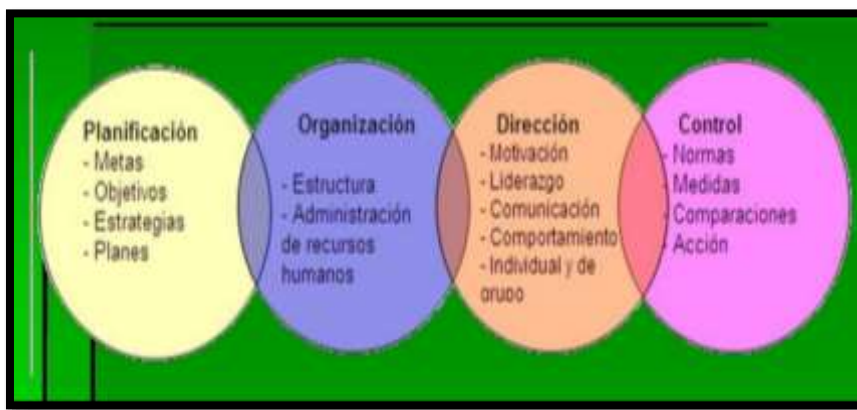 Planificación
- Metas
- Objetivos
- Estrategias
- Planes
Organización
- Estructura
- Administración
de recursos
humanos
Dirección
- Motivación
- Liderazgo
- Comunicación
- Comportamiento
- Individual y de
grupo
Control
- Normas
- Medidas
- Comparaciones
- Acción